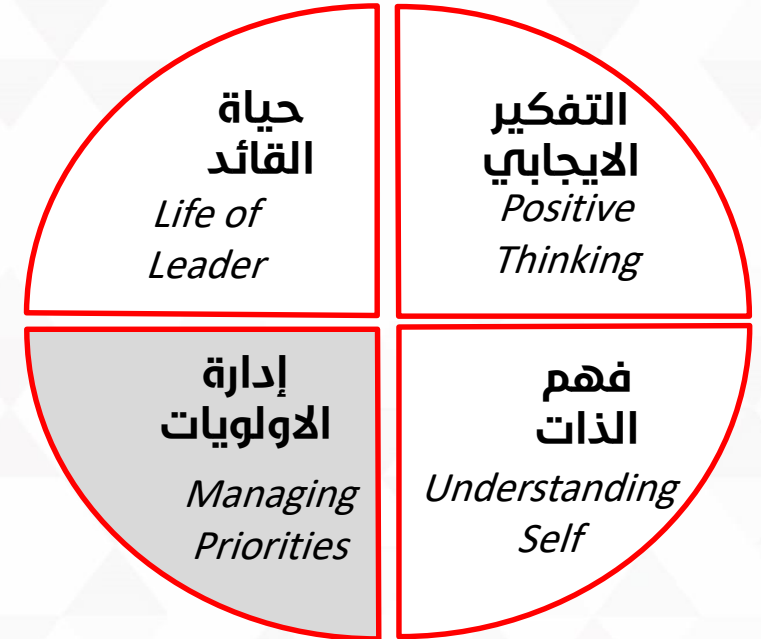 حياة
القائد
Life of
Leader
التفكير
الايجابي
Positive
Thinking
إدارة
الاولويات
Managing
Priorities
فهم
الذات
Understanding
Self